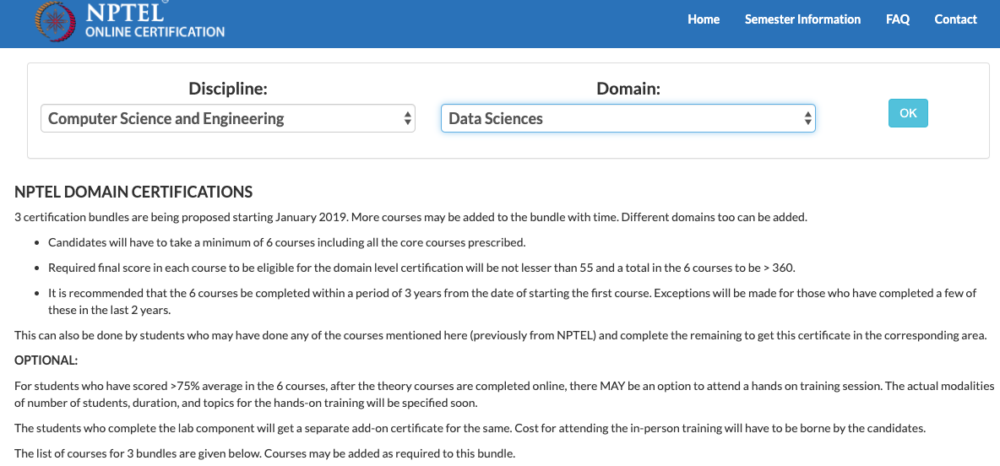 NPTEL
ONLINE CERTIFICATION
Home Semester Information FAQ Contact
Discipline: Domain:
Computer Science and Engineering Data Sciences OK
NPTEL DOMAIN CERTIFICATIONS
3 certification bundles are being proposed starting January 2019. More courses may be added to the bundle with time. Different domains too can be added.
• Candidates will have to take a minimum of 6 courses including all the core courses prescribed.
• Required final score in each course to be eligible for the domain level certification will be not lesser than 55 and a total in the 6 courses to be > 360.
• It is recommended that the 6 courses be completed within a period of 3 years from the date of starting the first course. Exceptions will be made for those who have completed a few of
these in the last 2 years.
This can also be done by students who may have done any of the courses mentioned here (previously from NPTEL) and complete the remaining to get this certificate in the corresponding area.
OPTIONAL:
For students who have scored >75% average in the 6 courses, after the theory courses are completed online, there MAY be an option to attend a hands on training session. The actual modalities
of number of students, duration, and topics for the hands-on training will be specified soon.
The students who complete the lab component will get a separate add-on certificate for the same. Cost for attending the in-person training will have to be borne by the candidates.
The list of courses for 3 bundles are given below. Courses may be added as required to this bundle.